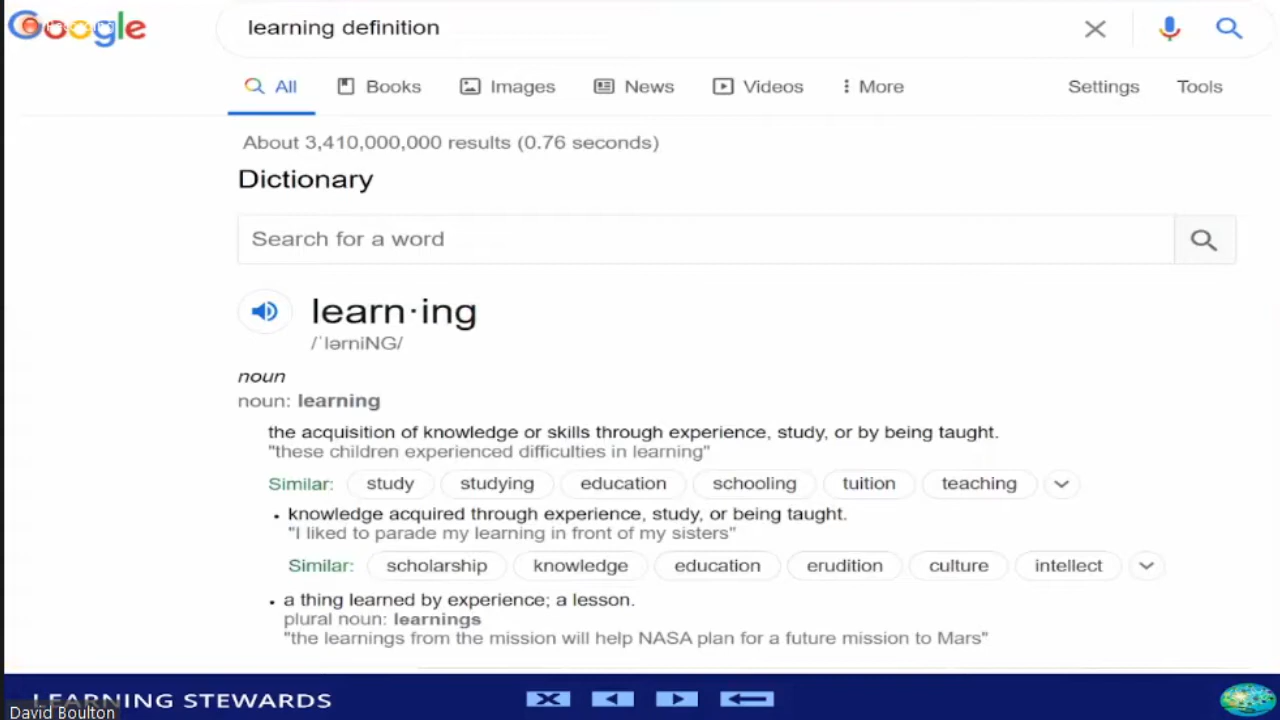 Google
learning definition
All Books Images News Videos More Settings Tools
About 3,410,000,000 results (0.76 seconds)
Dictionary
Search for a word
learn·ing
/ˈlərniNG/
noun
noun: learning
the acquisition of knowledge or skills through experience, study, or by being taught.
"these children experienced difficulties in learning"
Similar: study studying education schooling tuition teaching
• knowledge acquired through experience, study, or being taught.
"I liked to parade my learning in front of my sisters"
Similar: scholarship knowledge education erudition culture intellect
• a thing learned by experience; a lesson.
plural noun: learnings
"the learnings from the mission will help NASA plan for a future mission to Mars"
LEARNING STEWARDS
David Boulton